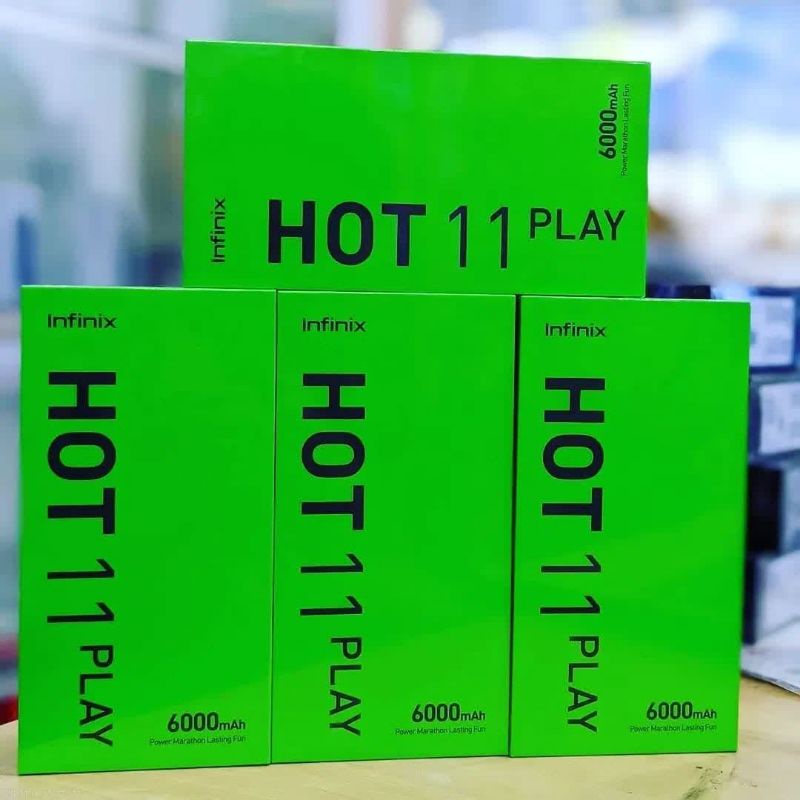 6000mAh
Power Marathon Lasting Fun
Infinix
HOT 11 PLAY
Infinix
HOT 11 PLAY
6000mAh
Power Marathon Lasting Fun
Infinix
HOT 11 PLAY
6000mAh
Power Marathon Lasting Fun
Infinix
HOT 11 PLAY
6000mAh
Power Marathon Lasting Fun